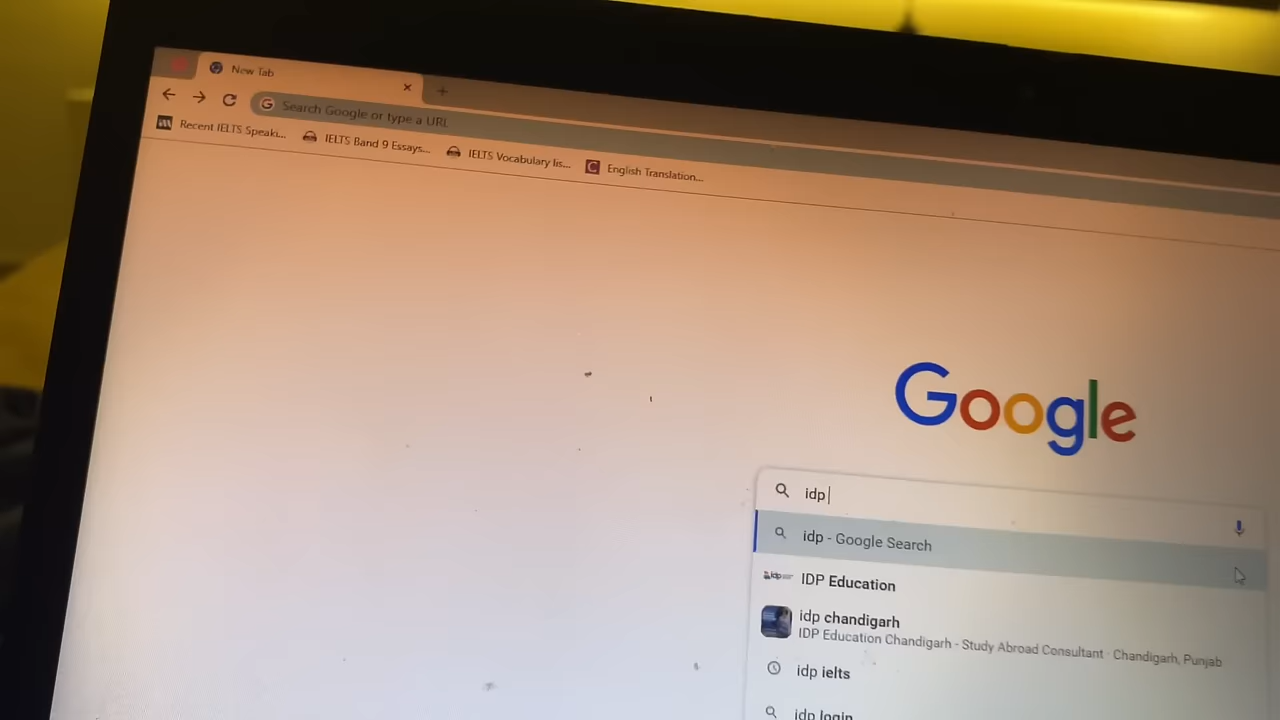 New Tab
Search Google or type a URL
Recent IELTS Speaki... IELTS Band 9 Essays... IELTS Vocabulary lis... English Translation...
Google
idp
idp - Google Search
idp IDP Education
idp chandigarh
IDP Education Chandigarh - Study Abroad Consultant · Chandigarh, Punjab
idp ielts
idp login